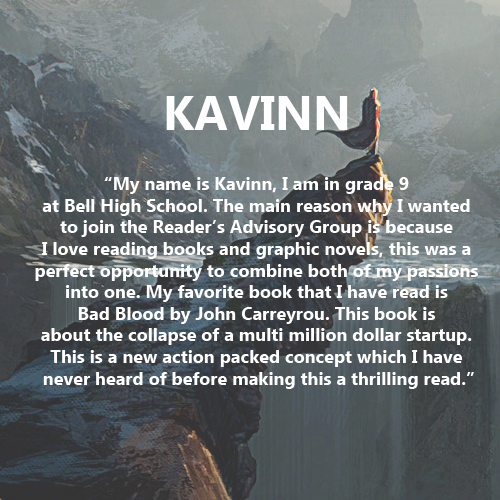 KAVINN
“My name is Kavinn, I am in grade 9
at Bell High School. The main reason why I wanted
to join the Reader’s Advisory Group is because
I love reading books and graphic novels, this was a
perfect opportunity to combine both of my passions
into one. My favorite book that I have read is
Bad Blood by John Carreyrou. This book is
about the collapse of a multi million dollar startup.
This is a new action packed concept which I have
never heard of before making this a thrilling read.”